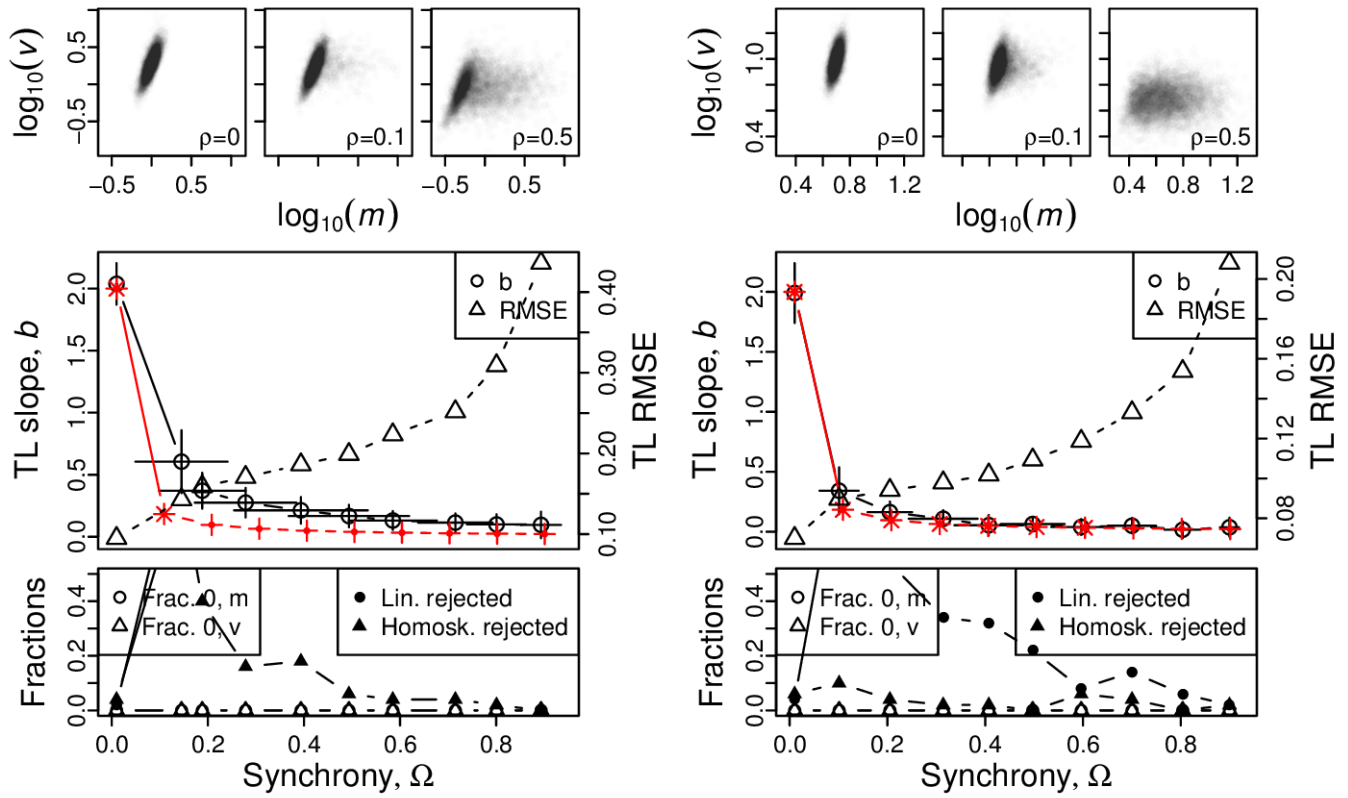 log₁₀(v)
0.5
−0.5
ρ=0
ρ=0.1
ρ=0.5
−0.5
0.5
−0.5
0.5
log₁₀(m)
log₁₀(v)
1.0
0.4
ρ=0
ρ=0.1
ρ=0.5
0.4
0.8
1.2
0.4
0.8
1.2
log₁₀(m)
TL slope, b
2.0
1.5
1.0
0.5
0.0
b
RMSE
0.40
0.30
0.20
0.10
TL RMSE
TL slope, b
2.0
1.5
1.0
0.5
0.0
b
RMSE
0.20
0.16
0.12
0.08
TL RMSE
Fractions
0.4
0.2
0.0
Frac. 0, m
Frac. 0, v
Lin. rejected
Homosk. rejected
0.0
0.2
0.4
0.6
0.8
Synchrony, Ω
Fractions
0.4
0.2
0.0
Frac. 0, m
Frac. 0, v
Lin. rejected
Homosk. rejected
0.0
0.2
0.4
0.6
0.8
Synchrony, Ω